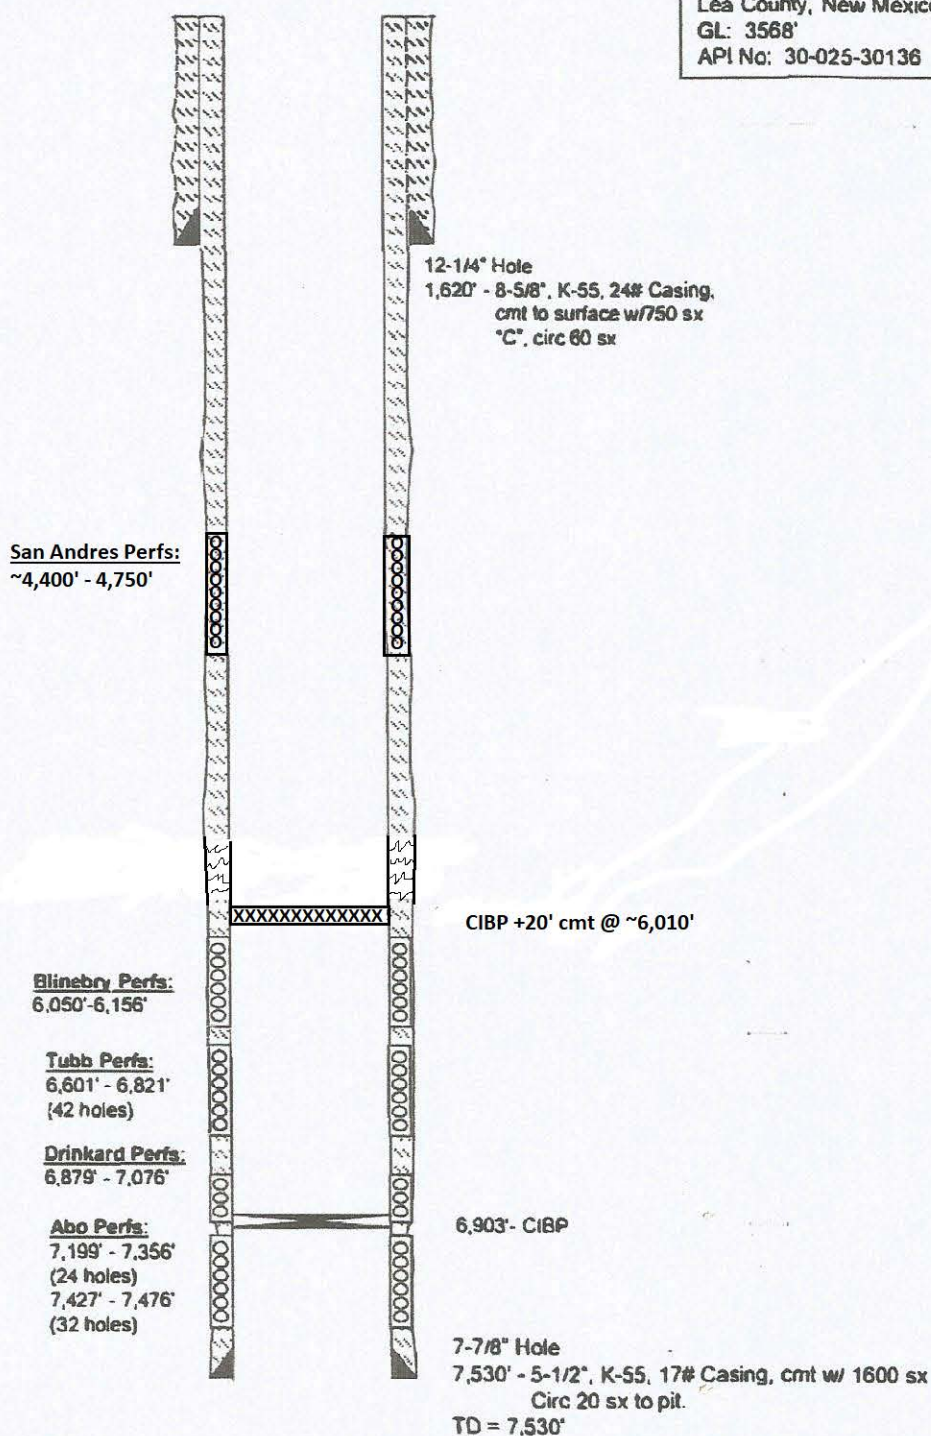 Lea County, New Mexico
GL: 3568'
API No: 30-025-30136
12-1/4" Hole
1,620' - 8-5/8", K-55, 24# Casing,
cmt to surface w/750 sx
"C", circ 60 sx
San Andres Perfs:
~4,400' - 4,750'
XXXXXXXXXXXXX
CIBP +20' cmt @ ~6,010'
Blinebry Perfs:
6,050'-6,156'
Tubb Perfs:
6,601' - 6,821'
(42 holes)
Drinkard Perfs:
6,879' - 7,076'
6,903'- CIBP
Abo Perfs:
7,199' - 7,356'
(24 holes)
7,427' - 7,476'
(32 holes)
7-7/8" Hole
7,530' - 5-1/2", K-55, 17# Casing, cmt w/ 1600 sx
Circ 20 sx to pit.
TD = 7,530'